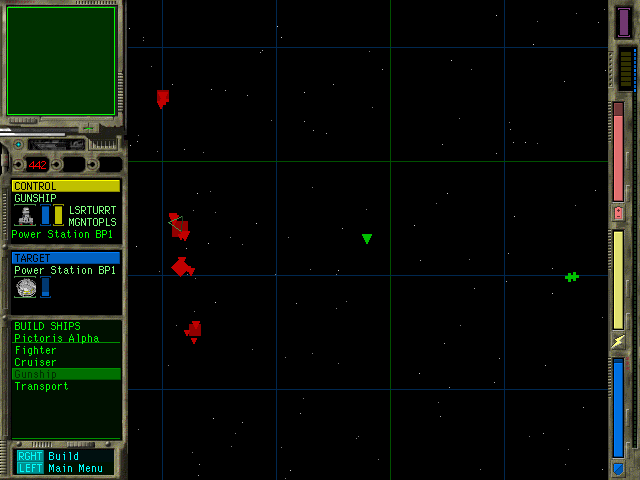 442
CONTROL
GUNSHIP
LSRTURRT
MGNTOPLS
Power Station BP1
TARGET
Power Station BP1
BUILD SHIPS
Pictoris Alpha
Fighter
Cruiser
Gunship
Transport
RGHT Build
LEFT Main Menu